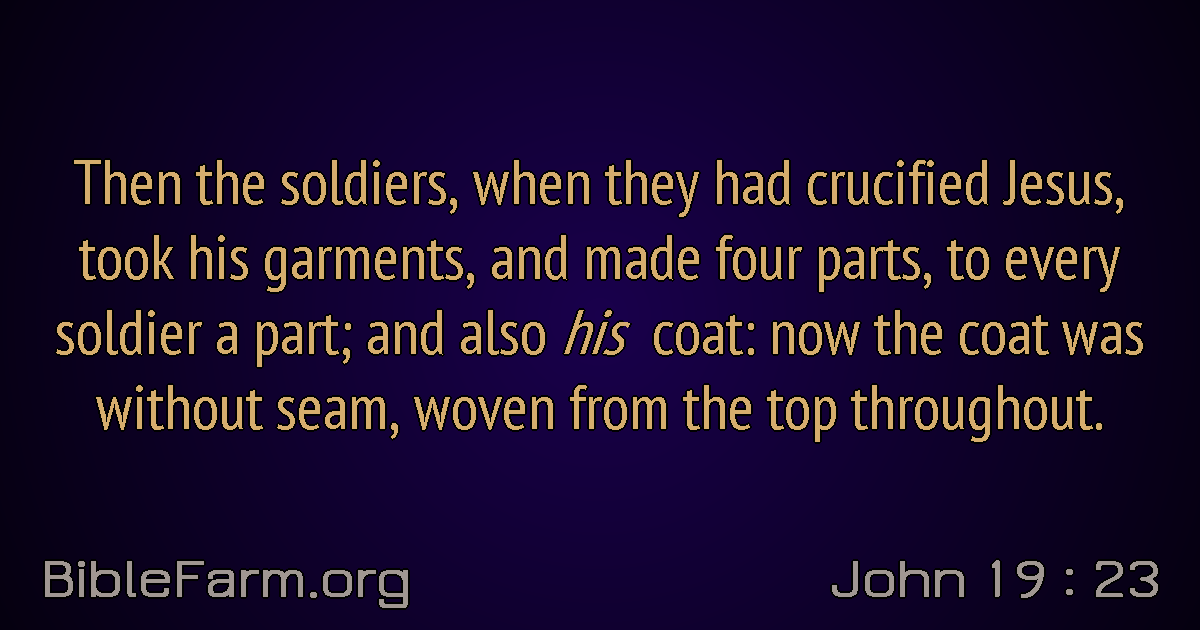 Then the soldiers, when they had crucified Jesus,
took his garments, and made four parts, to every
soldier a part; and also his coat: now the coat was
without seam, woven from the top throughout.
BibleFarm.org
John 19 : 23